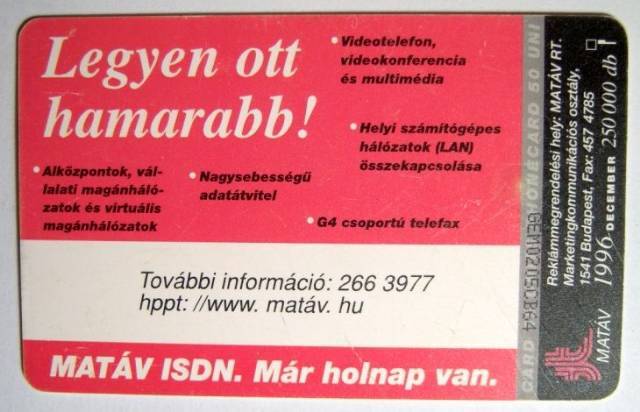 Legyen ott
hamarabb!
• Videotelefon,
videokonferencia
és multimédia
• Helyi számítógépes
hálózatok (LAN)
összekapcsolása
• Alközpontok, vál-
lalati magánháló-
zatok és virtuális
magánhálózatok
• Nagysebességű
adatátvitel
• G4 csoportú telefax
További információ: 266 3977
hppt: //www. matáv. hu
MATÁV ISDN. Már holnap van.
CARD 50 UNI
GEM0205CB64
Reklámmegrendelési hely: MATÁV RT.
Marketingkommunikációs osztály,
1541 Budapest, Fax: 457 4785
1996 DECEMBER 250 000 db
MATÁV